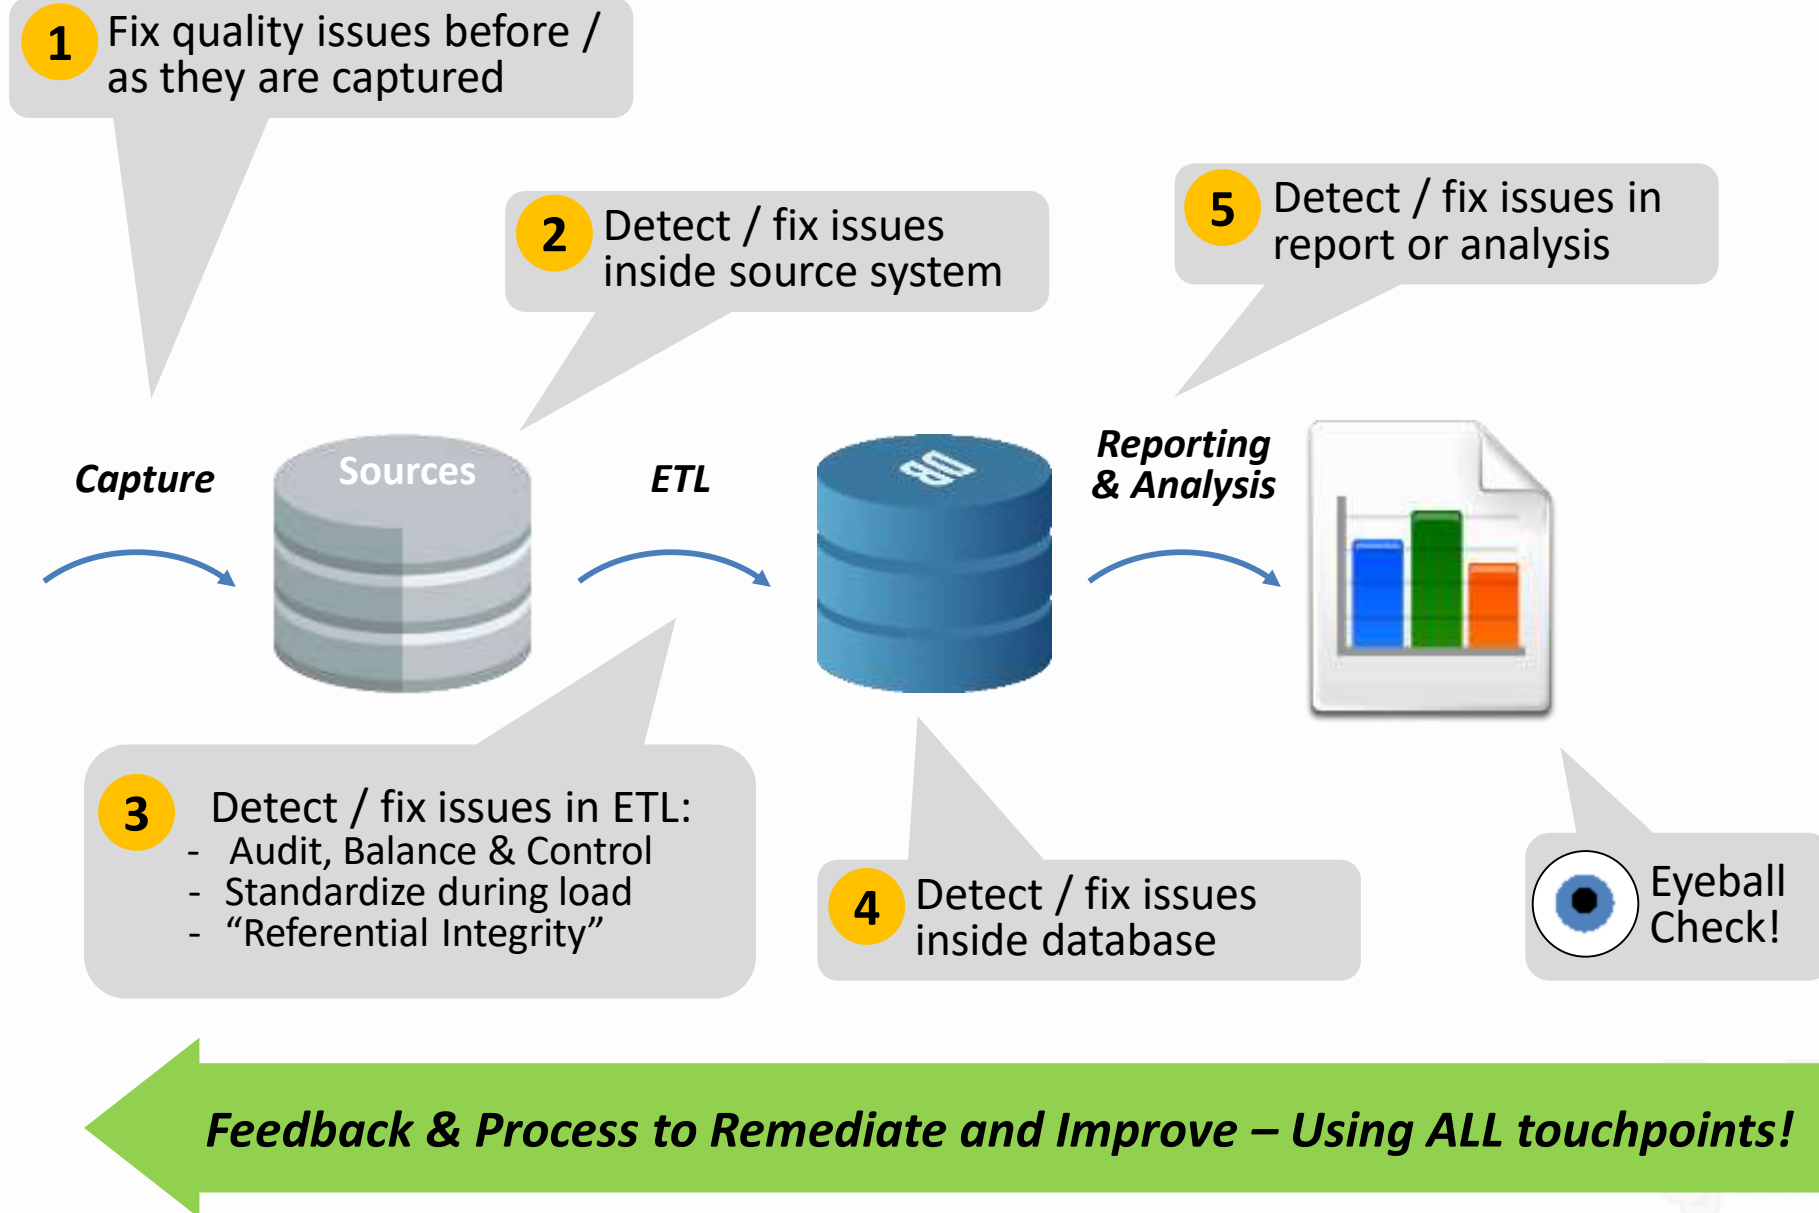 1
Fix quality issues before /
as they are captured
2
Detect / fix issues
inside source system
5
Detect / fix issues in
report or analysis
Capture
Sources
ETL
Reporting
& Analysis
3
Detect / fix issues in ETL:
- Audit, Balance & Control
- Standardize during load
- “Referential Integrity”
4
Detect / fix issues
inside database
Eyeball
Check!
Feedback & Process to Remediate and Improve – Using ALL touchpoints!